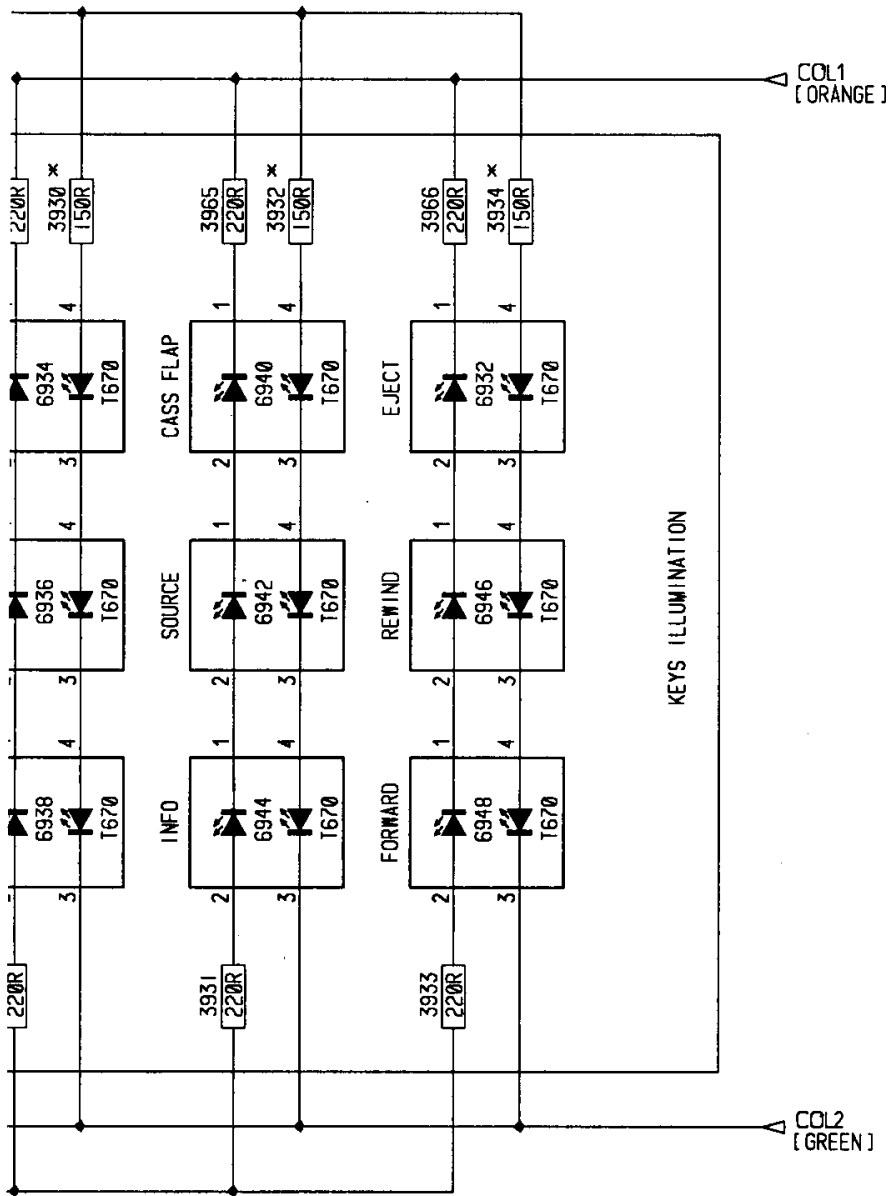 COL1
[ ORANGE ]
220R
3930
150R
*
3965
220R
3932
150R
*
3966
220R
3934
150R
*
4
1
4
1
4
6934
T670
CASS FLAP
6940
T670
EJECT
6932
T670
3
2
3
2
3
4
1
4
1
4
6936
T670
SOURCE
6942
T670
REWIND
6946
T670
KEYS ILLUMINATION
3
2
3
2
3
4
1
4
1
4
6938
T670
INFO
6944
T670
FORWARD
6948
T670
3
2
3
2
3
220R
3931
220R
3933
220R
COL2
[ GREEN ]